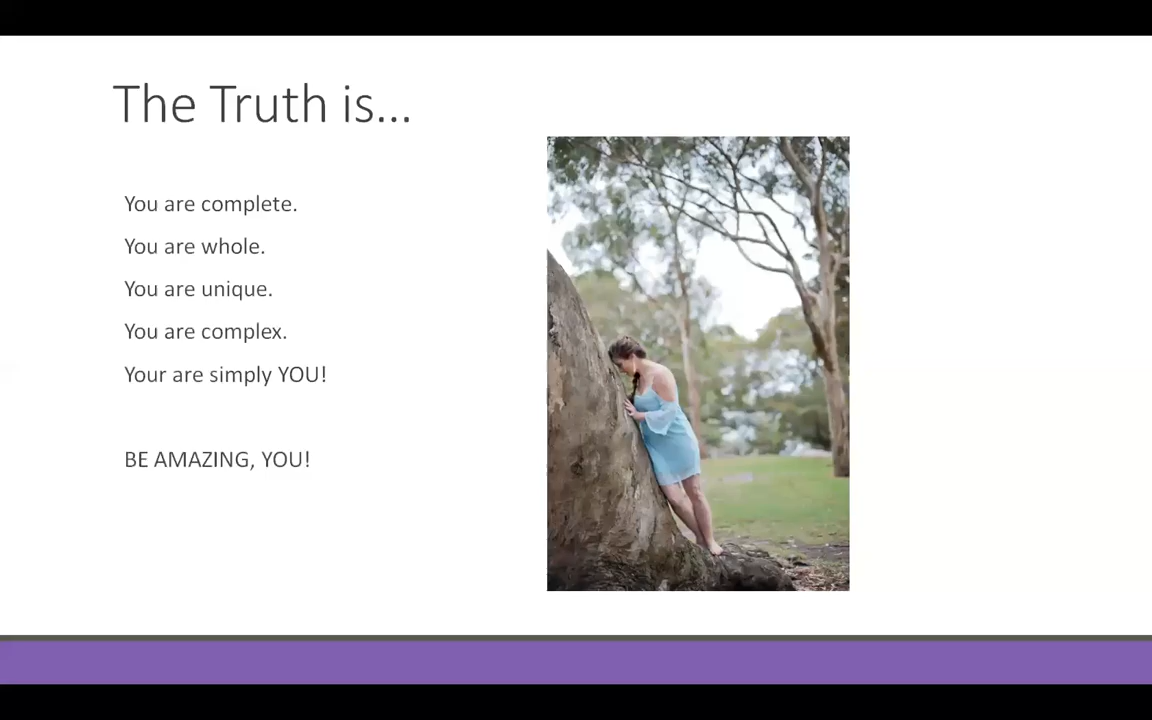 The Truth is...
You are complete.
You are whole.
You are unique.
You are complex.
Your are simply YOU!
BE AMAZING, YOU!